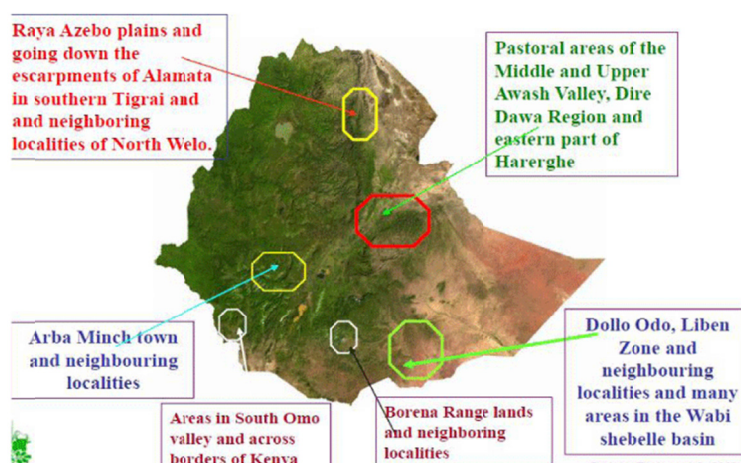 Raya Azebo plains and
going down the
escarpments of Alamata
in southern Tigrai and
and neighboring
localities of North Welo.
Pastoral areas of the
Middle and Upper
Awash Valley, Dire
Dawa Region and
eastern part of
Harerghe
Arba Minch town
and neighbouring
localities
Areas in South Omo
valley and across
borders of Kenya
Borena Range lands
and neighboring
localities
Dollo Odo, Liben
Zone and
neighbouring
localities and many
areas in the Wabi
shebelle basin